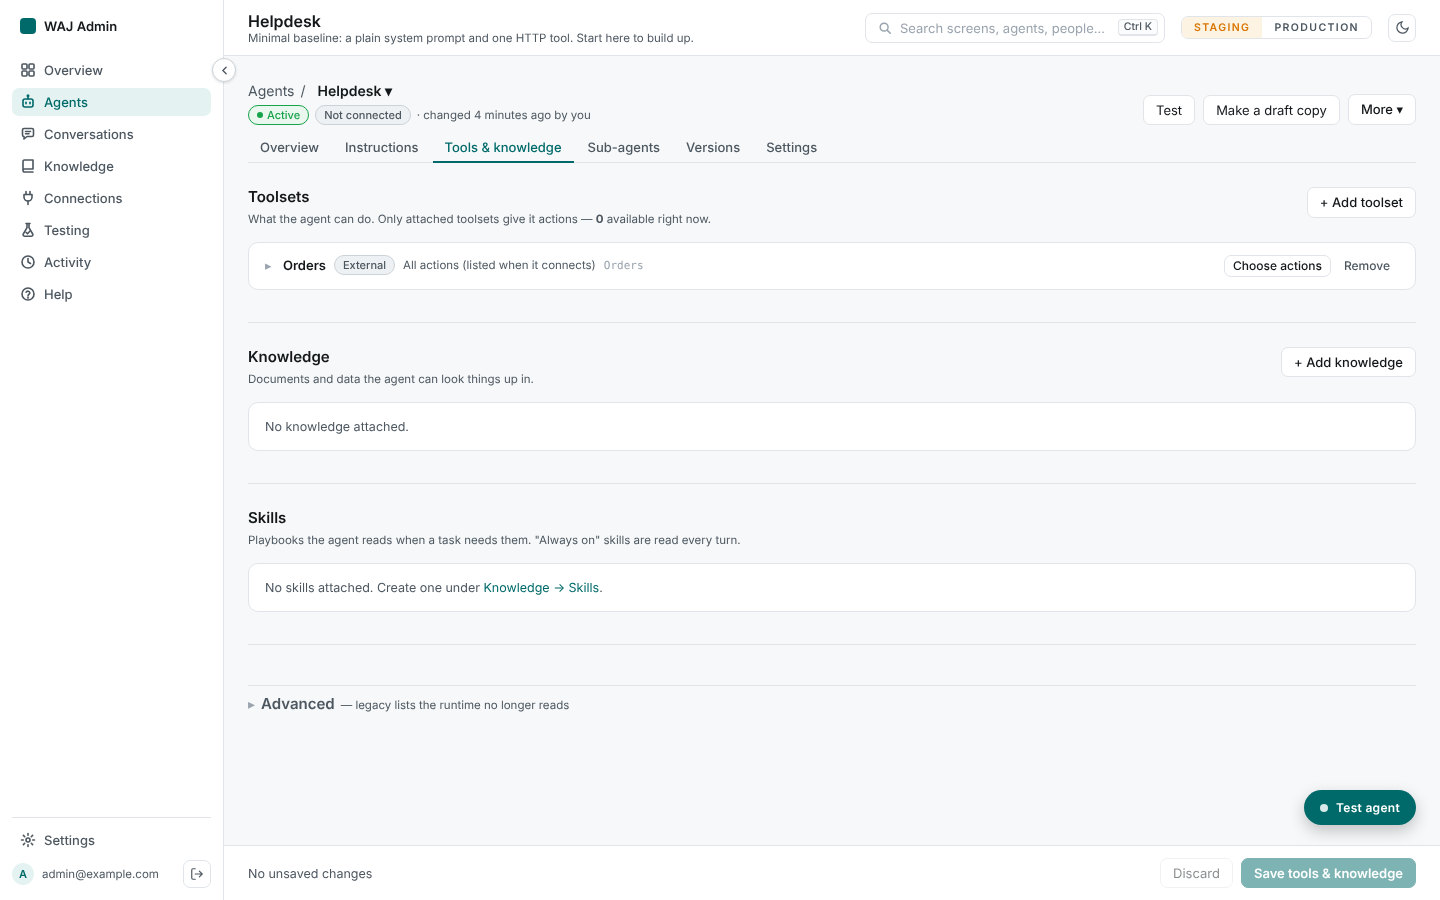 WAJ Admin
Overview
Agents
Conversations
Knowledge
Connections
Testing
Activity
Help
Settings
A admin@example.com
Helpdesk
Minimal baseline: a plain system prompt and one HTTP tool. Start here to build up.
Search screens, agents, people... Ctrl K
STAGING PRODUCTION
Agents / Helpdesk ▾
Active Not connected · changed 4 minutes ago by you
Test Make a draft copy More ▾
Overview Instructions Tools & knowledge Sub-agents Versions Settings
Toolsets
What the agent can do. Only attached toolsets give it actions — 0 available right now.
+ Add toolset
▸ Orders External All actions (listed when it connects) Orders Choose actions Remove
Knowledge
Documents and data the agent can look things up in.
+ Add knowledge
No knowledge attached.
Skills
Playbooks the agent reads when a task needs them. "Always on" skills are read every turn.
No skills attached. Create one under Knowledge → Skills.
▸ Advanced — legacy lists the runtime no longer reads
Test agent
No unsaved changes Discard Save tools & knowledge